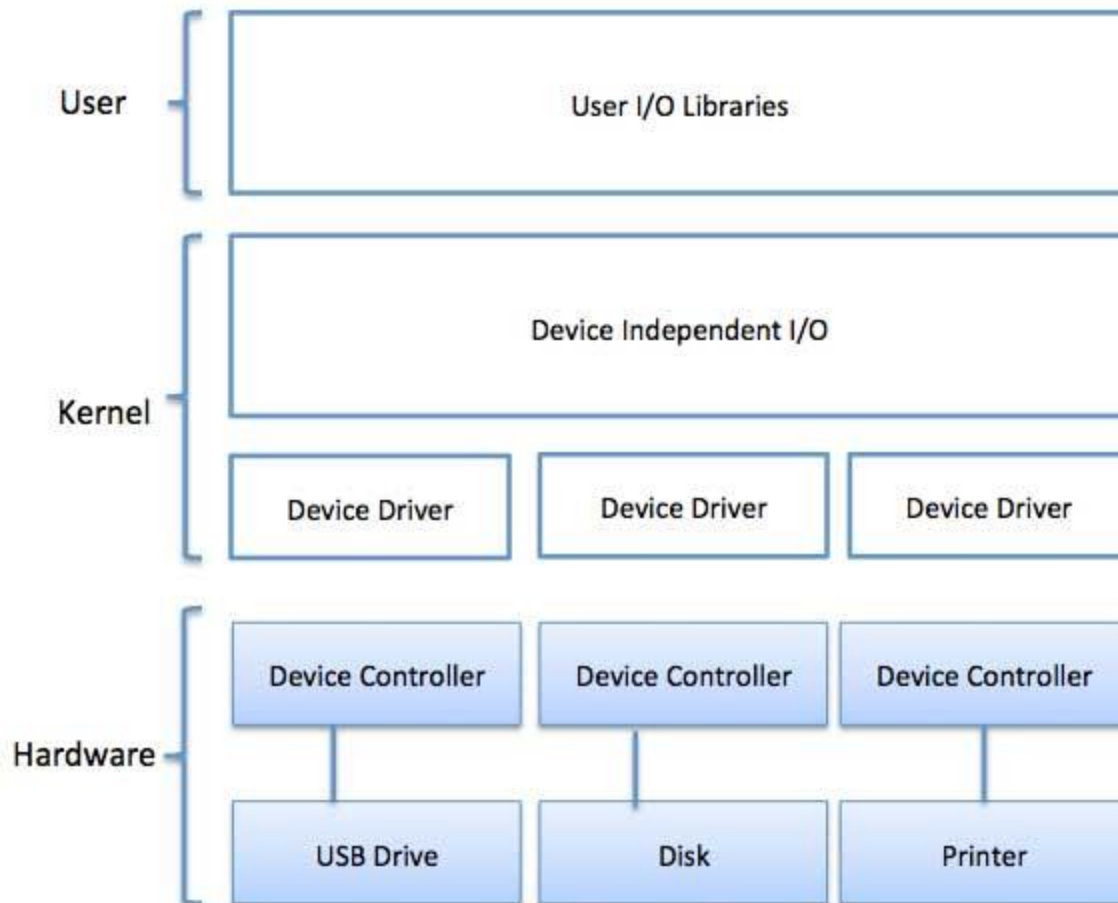 User
User I/O Libraries
Kernel
Device Independent I/O
Device Driver
Device Driver
Device Driver
Hardware
Device Controller
Device Controller
Device Controller
USB Drive
Disk
Printer